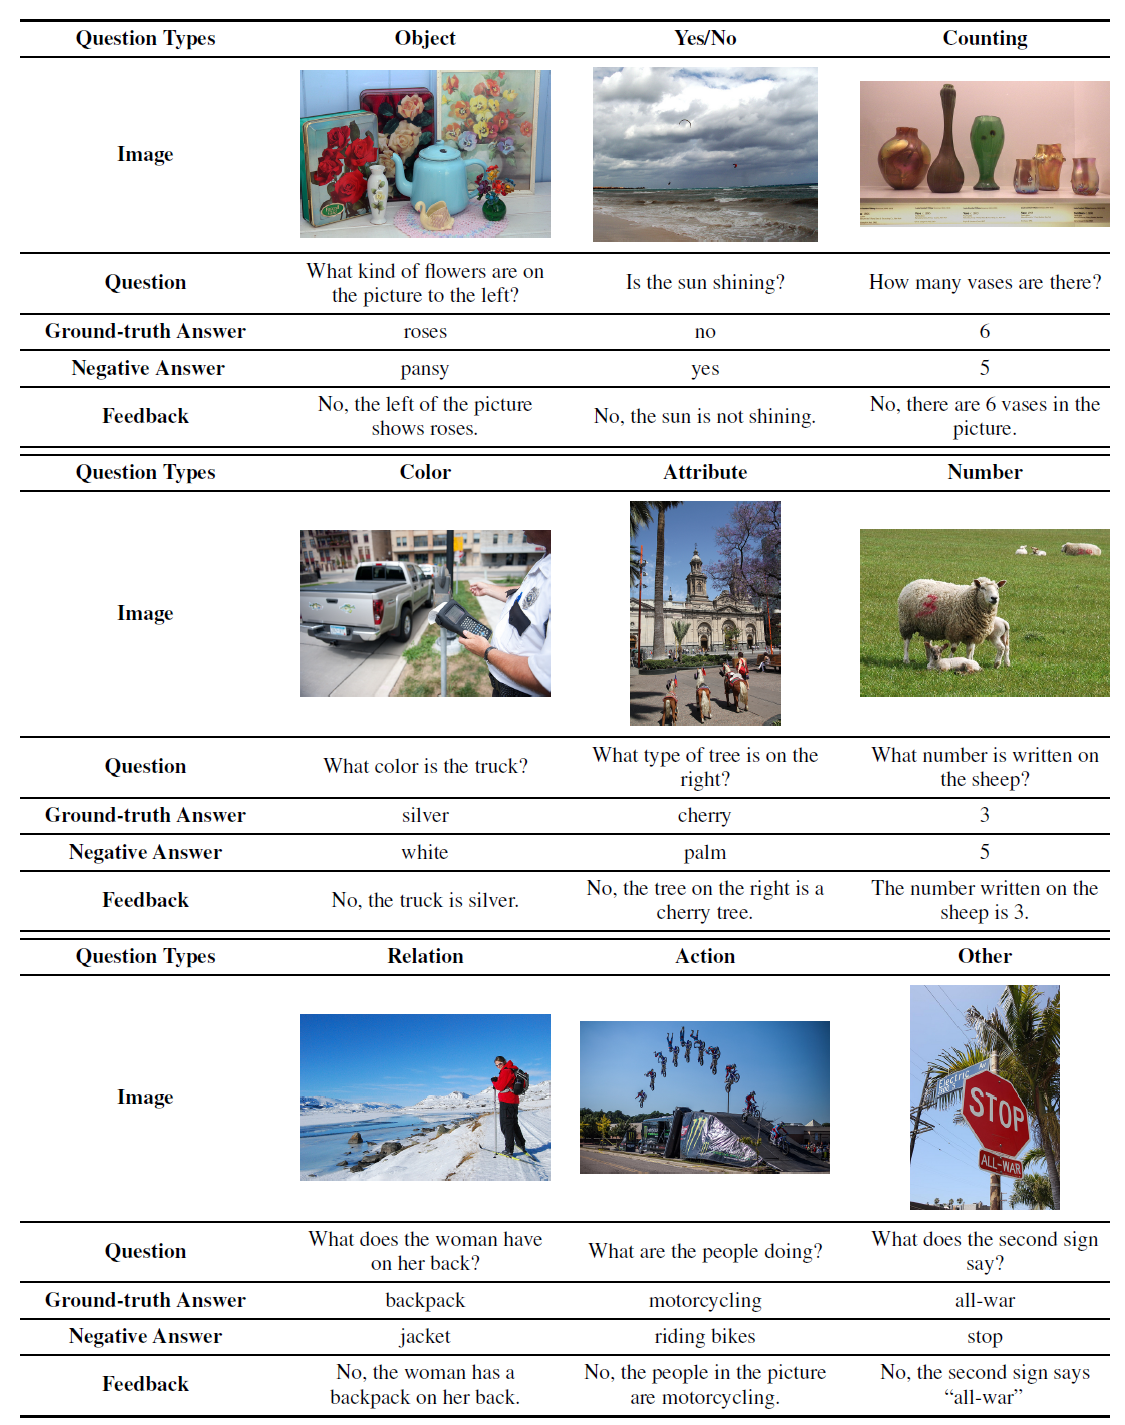 Question Types Object Yes/No Counting
Image
Question
What kind of flowers are on the picture to the left?
Is the sun shining?
How many vases are there?
Ground-truth Answer roses no 6
Negative Answer pansy yes 5
Feedback
No, the left of the picture shows roses.
No, the sun is not shining.
No, there are 6 vases in the picture.
Question Types Color Attribute Number
Image
Question
What color is the truck?
What type of tree is on the right?
What number is written on the sheep?
Ground-truth Answer silver cherry 3
Negative Answer white palm 5
Feedback
No, the truck is silver.
No, the tree on the right is a cherry tree.
The number written on the sheep is 3.
Question Types Relation Action Other
Image
Electric Av
STOP
ALL-WAR
Question
What does the woman have on her back?
What are the people doing?
What does the second sign say?
Ground-truth Answer backpack motorcycling all-war
Negative Answer jacket riding bikes stop
Feedback
No, the woman has a backpack on her back.
No, the people in the picture are motorcycling.
No, the second sign says “all-war”